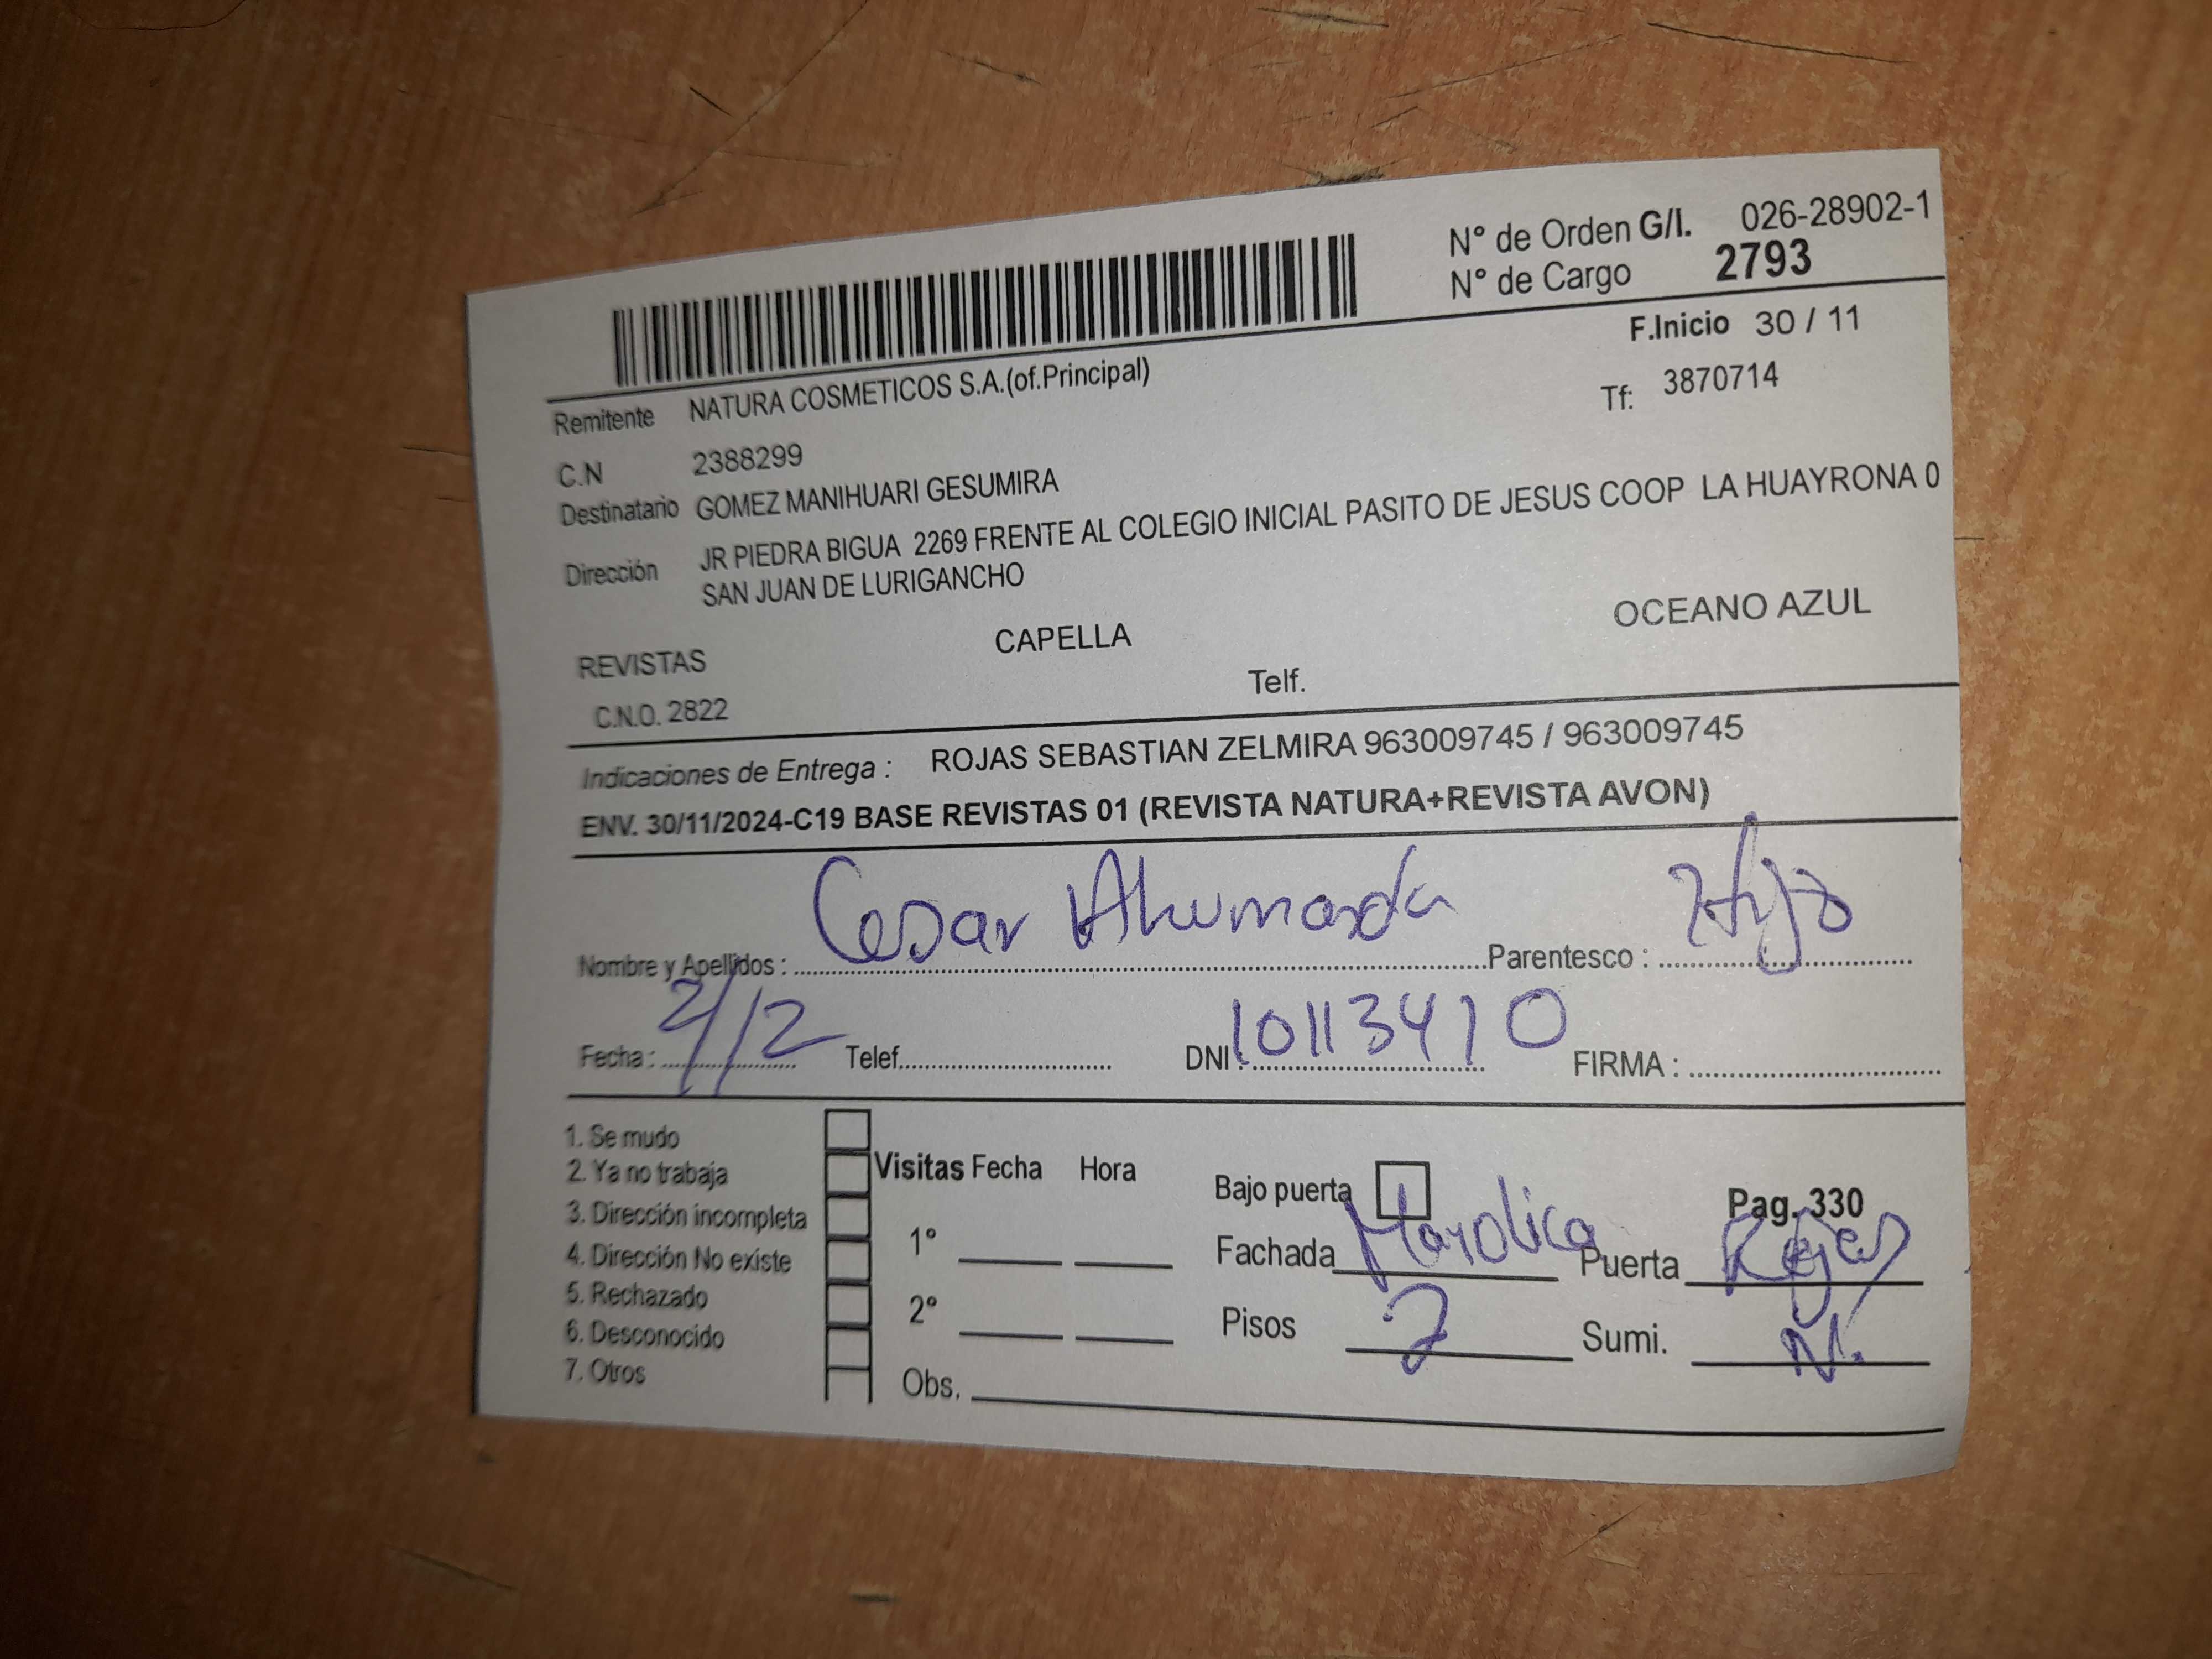 N° de Orden G/I. 026-28902-1
N° de Cargo 2793
F.Inicio 30 / 11
Remitente NATURA COSMETICOS S.A.(of.Principal) Tf: 3870714
C.N 2388299
Destinatario GOMEZ MANIHUARI GESUMIRA
Dirección JR PIEDRA BIGUA 2269 FRENTE AL COLEGIO INICIAL PASITO DE JESUS COOP LA HUAYRONA 0
SAN JUAN DE LURIGANCHO
REVISTAS CAPELLA OCEANO AZUL
C.N.O. 2822 Telf.
Indicaciones de Entrega : ROJAS SEBASTIAN ZELMIRA 963009745 / 963009745
ENV. 30/11/2024-C19 BASE REVISTAS 01 (REVISTA NATURA+REVISTA AVON)
Nombre y Apellidos : Cesar Ahumada Parentesco : Hijo
Fecha : 2/12 Telef. DNI : 10113410 FIRMA :
1. Se mudo
2. Ya no trabaja Visitas Fecha Hora Bajo puerta Pag. 330
3. Dirección incompleta
4. Dirección No existe 1° Fachada Mayolica Puerta Rejas
5. Rechazado
6. Desconocido 2° Pisos 2 Sumi. N.
7. Otros Obs.